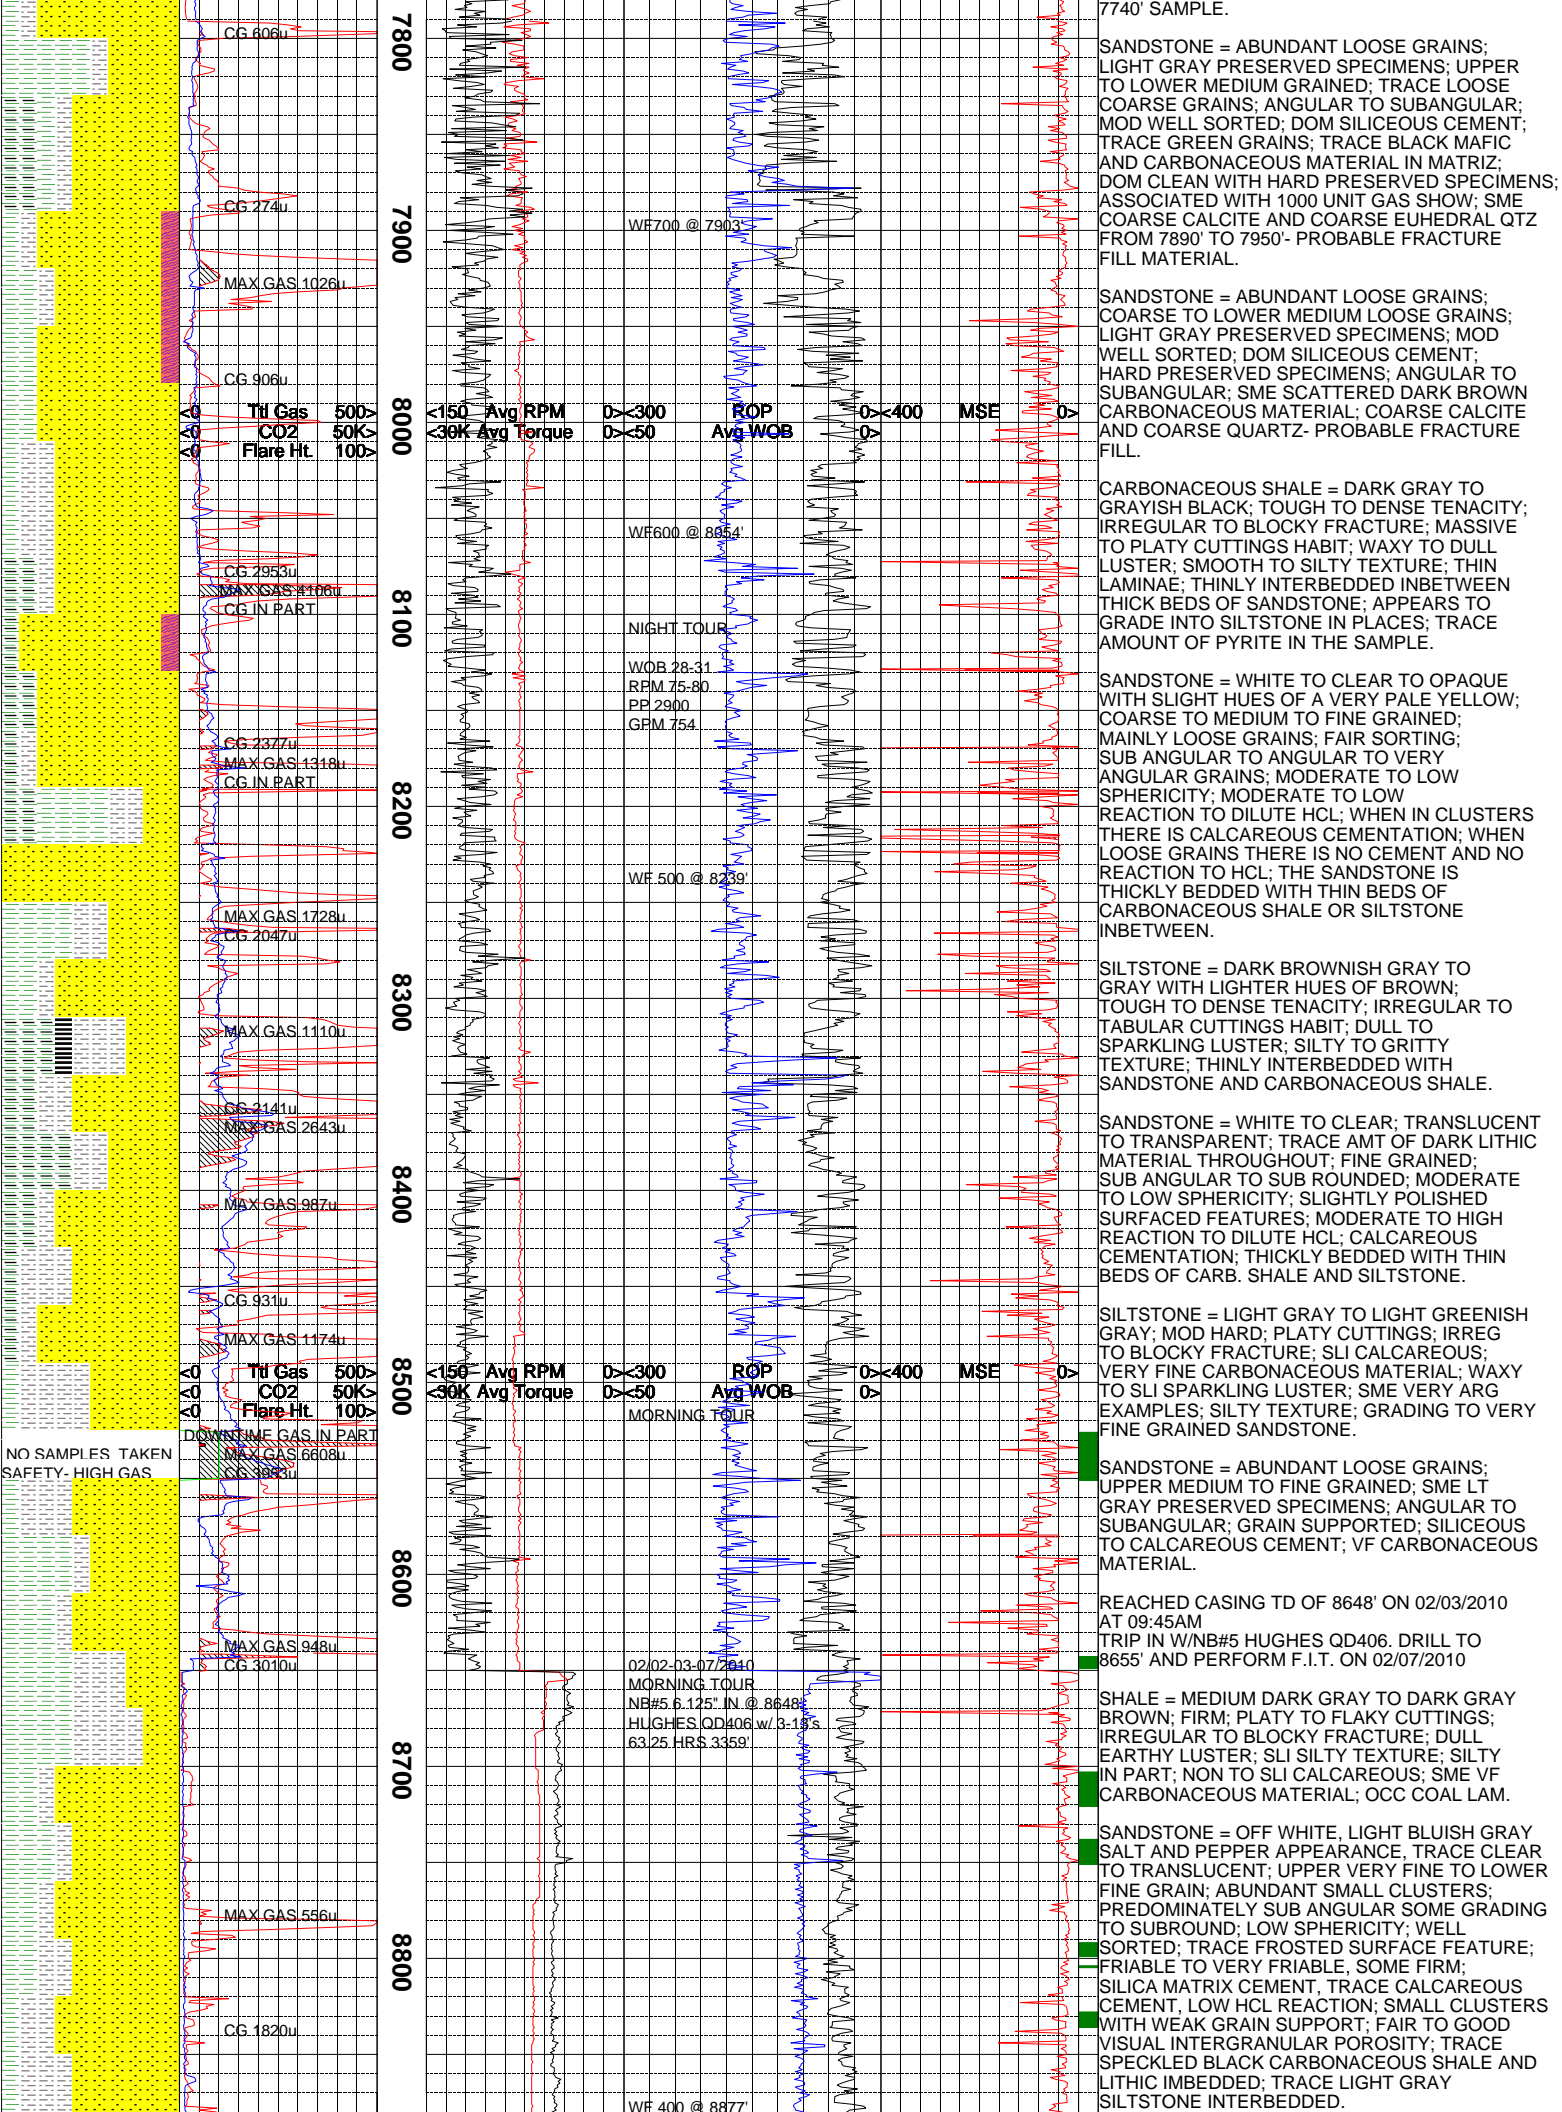 7740' SAMPLE.
SANDSTONE = ABUNDANT LOOSE GRAINS;
LIGHT GRAY PRESERVED SPECIMENS; UPPER
TO LOWER MEDIUM GRAINED; TRACE LOOSE
COARSE GRAINS; ANGULAR TO SUBANGULAR;
MOD WELL SORTED; DOM SILICEOUS CEMENT;
TRACE GREEN GRAINS; TRACE BLACK MAFIC
AND CARBONACEOUS MATERIAL IN MATRIZ;
DOM CLEAN WITH HARD PRESERVED SPECIMENS;
ASSOCIATED WITH 1000 UNIT GAS SHOW; SME
COARSE CALCITE AND COARSE EUHEDRAL QTZ
FROM 7890' TO 7950'- PROBABLE FRACTURE
FILL MATERIAL.
SANDSTONE = ABUNDANT LOOSE GRAINS;
COARSE TO LOWER MEDIUM LOOSE GRAINS;
LIGHT GRAY PRESERVED SPECIMENS; MOD
WELL SORTED; DOM SILICEOUS CEMENT;
HARD PRESERVED SPECIMENS; ANGULAR TO
SUBANGULAR; SME SCATTERED DARK BROWN
CARBONACEOUS MATERIAL; COARSE CALCITE
AND COARSE QUARTZ- PROBABLE FRACTURE
FILL.
CARBONACEOUS SHALE = DARK GRAY TO
GRAYISH BLACK; TOUGH TO DENSE TENACITY;
IRREGULAR TO BLOCKY FRACTURE; MASSIVE
TO PLATY CUTTINGS HABIT; WAXY TO DULL
LUSTER; SMOOTH TO SILTY TEXTURE; THIN
LAMINAE; THINLY INTERBEDDED INBETWEEN
THICK BEDS OF SANDSTONE; APPEARS TO
GRADE INTO SILTSTONE IN PLACES; TRACE
AMOUNT OF PYRITE IN THE SAMPLE.
SANDSTONE = WHITE TO CLEAR TO OPAQUE
WITH SLIGHT HUES OF A VERY PALE YELLOW;
COARSE TO MEDIUM TO FINE GRAINED;
MAINLY LOOSE GRAINS; FAIR SORTING;
SUB ANGULAR TO ANGULAR TO VERY
ANGULAR GRAINS; MODERATE TO LOW
SPHERICITY; MODERATE TO LOW
REACTION TO DILUTE HCL; WHEN IN CLUSTERS
THERE IS CALCAREOUS CEMENTATION; WHEN
LOOSE GRAINS THERE IS NO CEMENT AND NO
REACTION TO HCL; THE SANDSTONE IS
THICKLY BEDDED WITH THIN BEDS OF
CARBONACEOUS SHALE OR SILTSTONE
INBETWEEN.
SILTSTONE = DARK BROWNISH GRAY TO
GRAY WITH LIGHTER HUES OF BROWN;
TOUGH TO DENSE TENACITY; IRREGULAR TO
TABULAR CUTTINGS HABIT; DULL TO
SPARKLING LUSTER; SILTY TO GRITTY
TEXTURE; THINLY INTERBEDDED WITH
SANDSTONE AND CARBONACEOUS SHALE.
SANDSTONE = WHITE TO CLEAR; TRANSLUCENT
TO TRANSPARENT; TRACE AMT OF DARK LITHIC
MATERIAL THROUGHOUT; FINE GRAINED;
SUB ANGULAR TO SUB ROUNDED; MODERATE
TO LOW SPHERICITY; SLIGHTLY POLISHED
SURFACED FEATURES; MODERATE TO HIGH
REACTION TO DILUTE HCL; CALCAREOUS
CEMENTATION; THICKLY BEDDED WITH THIN
BEDS OF CARB. SHALE AND SILTSTONE.
SILTSTONE = LIGHT GRAY TO LIGHT GREENISH
GRAY; MOD HARD; PLATY CUTTINGS; IRREG
TO BLOCKY FRACTURE; SLI CALCAREOUS;
VERY FINE CARBONACEOUS MATERIAL; WAXY
TO SLI SPARKLING LUSTER; SME VERY ARG
EXAMPLES; SILTY TEXTURE; GRADING TO VERY
FINE GRAINED SANDSTONE.
SANDSTONE = ABUNDANT LOOSE GRAINS;
UPPER MEDIUM TO FINE GRAINED; SME LT
GRAY PRESERVED SPECIMENS; ANGULAR TO
SUBANGULAR; GRAIN SUPPORTED; SILICEOUS
TO CALCAREOUS CEMENT; VF CARBONACEOUS
MATERIAL.
REACHED CASING TD OF 8648' ON 02/03/2010
AT 09:45AM
TRIP IN W/NB#5 HUGHES QD406. DRILL TO
8655' AND PERFORM F.I.T. ON 02/07/2010
SHALE = MEDIUM DARK GRAY TO DARK GRAY
BROWN; FIRM; PLATY TO FLAKY CUTTINGS;
IRREGULAR TO BLOCKY FRACTURE; DULL
EARTHY LUSTER; SLI SILTY TEXTURE; SILTY
IN PART; NON TO SLI CALCAREOUS; SME VF
CARBONACEOUS MATERIAL; OCC COAL LAM.
SANDSTONE = OFF WHITE, LIGHT BLUISH GRAY
SALT AND PEPPER APPEARANCE, TRACE CLEAR
TO TRANSLUCENT; UPPER VERY FINE TO LOWER
FINE GRAIN; ABUNDANT SMALL CLUSTERS;
PREDOMINATELY SUB ANGULAR SOME GRADING
TO SUBROUND; LOW SPHERICITY; WELL
SORTED; TRACE FROSTED SURFACE FEATURE;
FRIABLE TO VERY FRIABLE, SOME FIRM;
SILICA MATRIX CEMENT, TRACE CALCAREOUS
CEMENT, LOW HCL REACTION; SMALL CLUSTERS
WITH WEAK GRAIN SUPPORT; FAIR TO GOOD
VISUAL INTERGRANULAR POROSITY; TRACE
SPECKLED BLACK CARBONACEOUS SHALE AND
LITHIC IMBEDDED; TRACE LIGHT GRAY
SILTSTONE INTERBEDDED.
CG 606u
CG 274u
MAX GAS 1026u
CG 906u
<0 Ttl Gas 500>
<0 CO2 50K>
<0 Flare Ht. 100>
CG 2953u
MAX GAS 4106u
CG IN PART
CG 2377u
MAX GAS 1318u
CG IN PART
MAX GAS 1728u
CG 2047u
MAX GAS 1110u
CG 2141u
MAX GAS 2643u
MAX GAS 987u
CG 931u
MAX GAS 1174u
<0 Ttl Gas 500>
<0 CO2 50K>
<0 Flare Ht. 100>
DOWNTIME GAS IN PART
MAX GAS 6608u
NO SAMPLES TAKEN
SAFETY- HIGH GAS
MAX GAS 948u
CG 3010u
MAX GAS 556u
CG 1820u
7800
7900
8000
8100
8200
8300
8400
8500
8600
8700
8800
<150 Avg RPM 0>
<30K Avg Torque 0>
<300 ROP 0>
<50 Avg WOB 0>
<400 MSE 0>
<150 Avg RPM 0>
<30K Avg Torque 0>
<300 ROP 0>
<50 Avg WOB 0>
<400 MSE 0>
WF700 @ 7903'
WF600 @ 8054'
NIGHT TOUR
WOB 28-31
RPM 75-80
PP 2900
GPM 754
WF 500 @ 8239'
MORNING TOUR
02/02-03-07/2010
MORNING TOUR
NB#5 6.125" IN @ 8648'
HUGHES QD406 w/ 3-18's
63.25 HRS 3359'
WF 400 @ 8877'